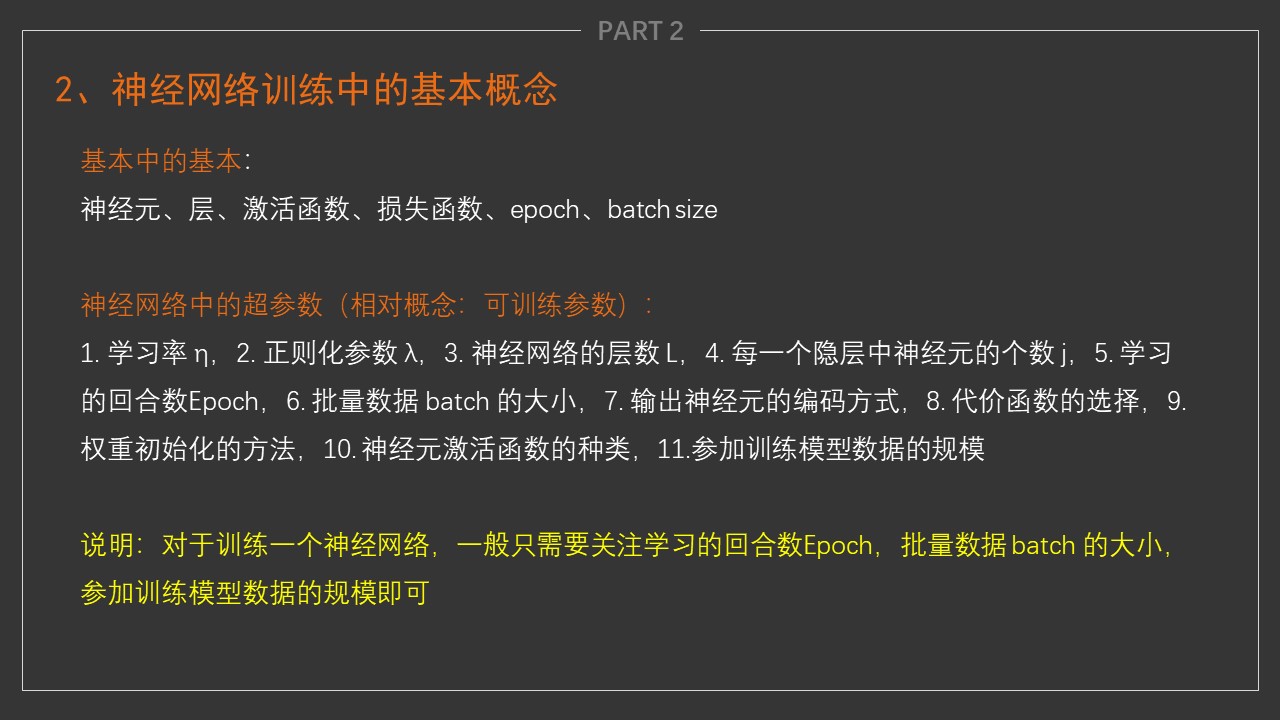 PART 2
2、神经网络训练中的基本概念
基本中的基本：
神经元、层、激活函数、损失函数、epoch、batch size
神经网络中的超参数（相对概念：可训练参数）：
1. 学习率 η，2. 正则化参数 λ，3. 神经网络的层数 L，4. 每一个隐层中神经元的个数 j，5. 学习
的回合数Epoch，6. 批量数据 batch 的大小，7. 输出神经元的编码方式，8. 代价函数的选择，9.
权重初始化的方法，10. 神经元激活函数的种类，11.参加训练模型数据的规模
说明：对于训练一个神经网络，一般只需要关注学习的回合数Epoch，批量数据 batch 的大小，
参加训练模型数据的规模即可